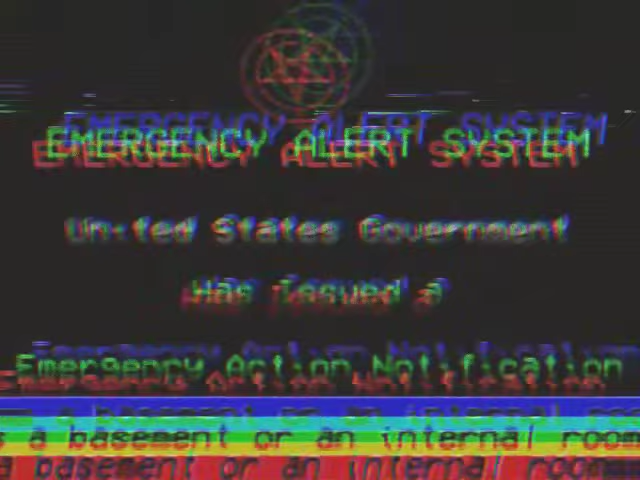 EMERGENCY ALERT SYSTEM
United States Government
Has Issued a
Emergency Action Notification
a basement or an internal room